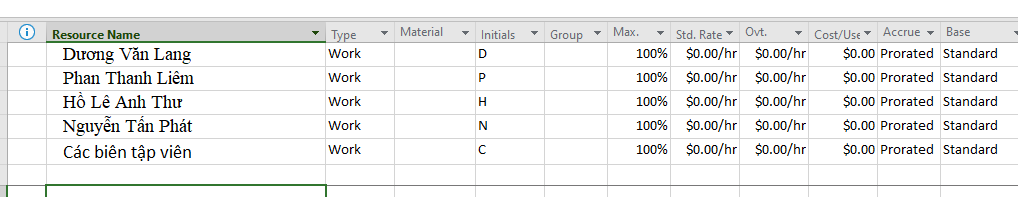 Resource Name Type Material Initials Group Max. Std. Rate Ovt. Cost/Use Accrue Base
Dương Văn Lang Work D 100% $0.00/hr $0.00/hr $0.00 Prorated Standard
Phan Thanh Liêm Work P 100% $0.00/hr $0.00/hr $0.00 Prorated Standard
Hồ Lê Anh Thư Work H 100% $0.00/hr $0.00/hr $0.00 Prorated Standard
Nguyễn Tấn Phát Work N 100% $0.00/hr $0.00/hr $0.00 Prorated Standard
Các biên tập viên Work C 100% $0.00/hr $0.00/hr $0.00 Prorated Standard